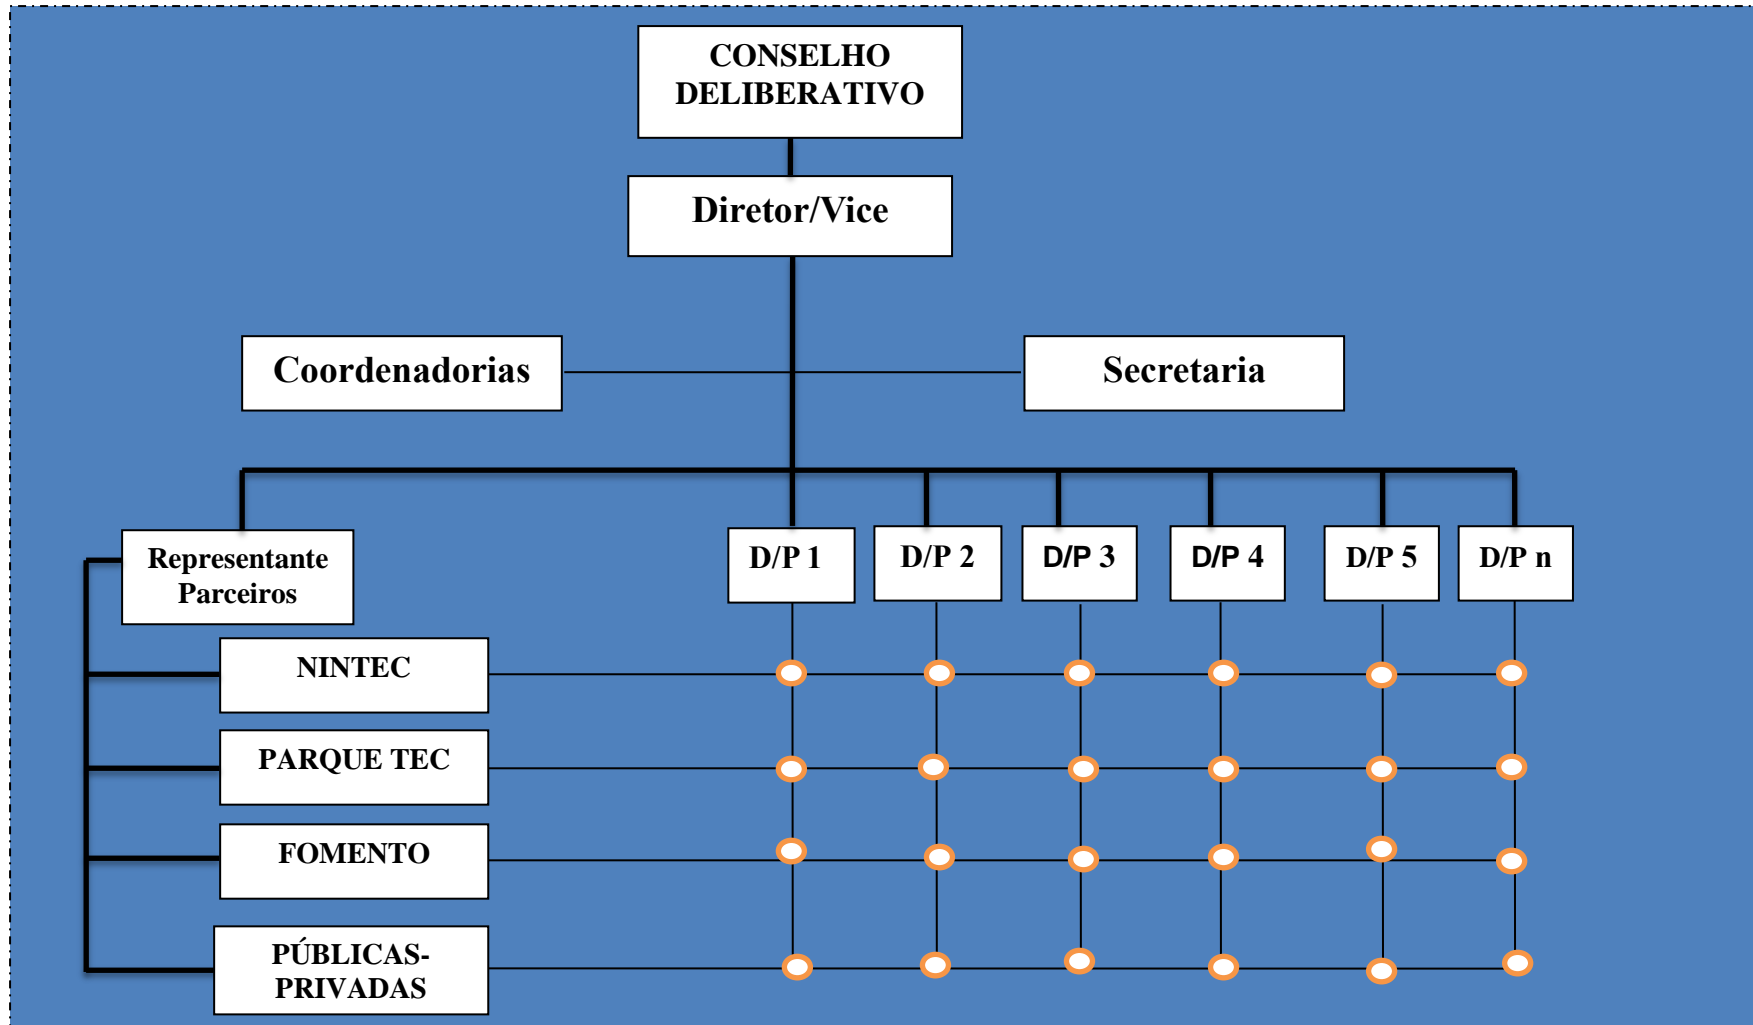 CONSELHO
DELIBERATIVO
Diretor/Vice
Coordenadorias
Secretaria
Representante
Parceiros
D/P 1
D/P 2
D/P 3
D/P 4
D/P 5
D/P n
NINTEC
PARQUE TEC
FOMENTO
PÚBLICAS-
PRIVADAS